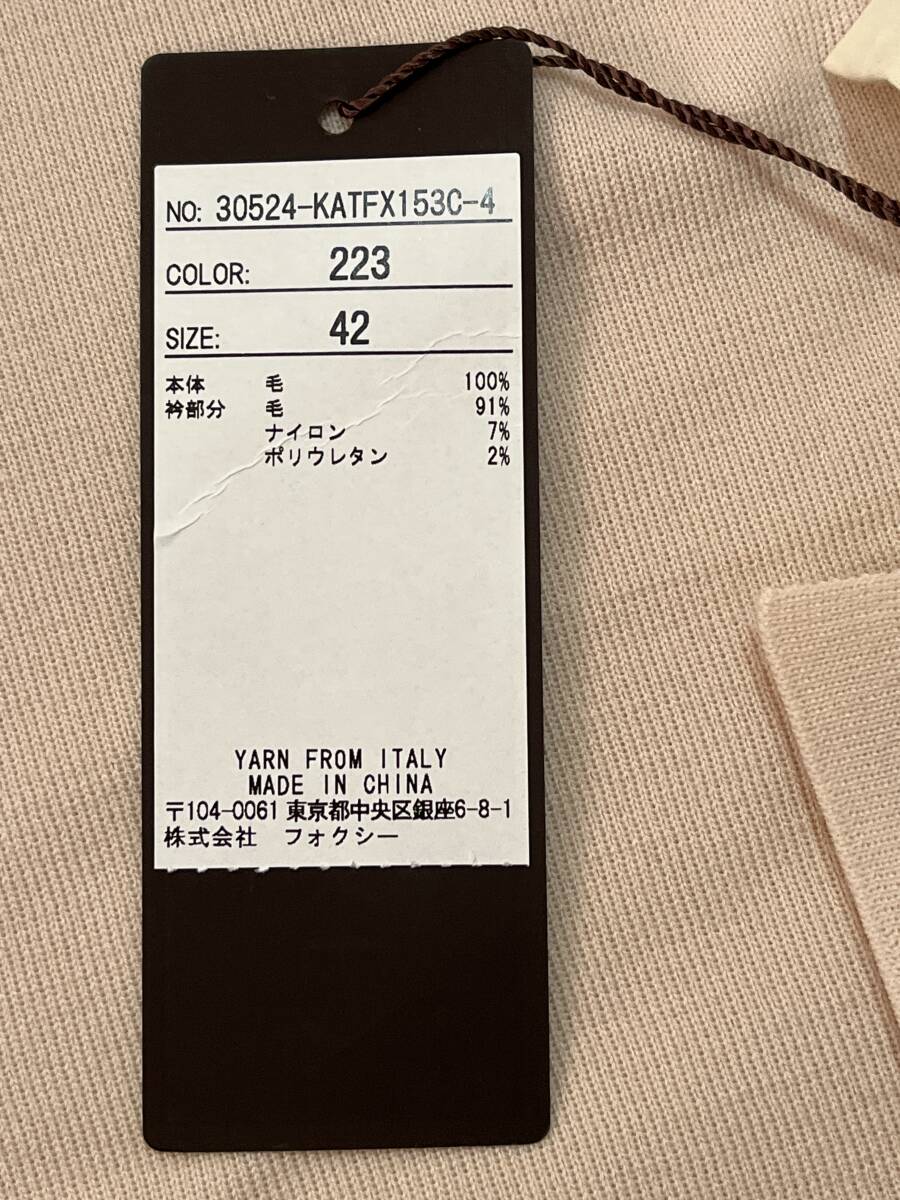 NO: 30524-KATFX153C-4
COLOR: 223
SIZE: 42
本体 毛 100%
衿部分 毛 91%
ナイロン 7%
ポリウレタン 2%
YARN FROM ITALY
MADE IN CHINA
〒104-0061 東京都中央区銀座6-8-1
株式会社 フォクシー